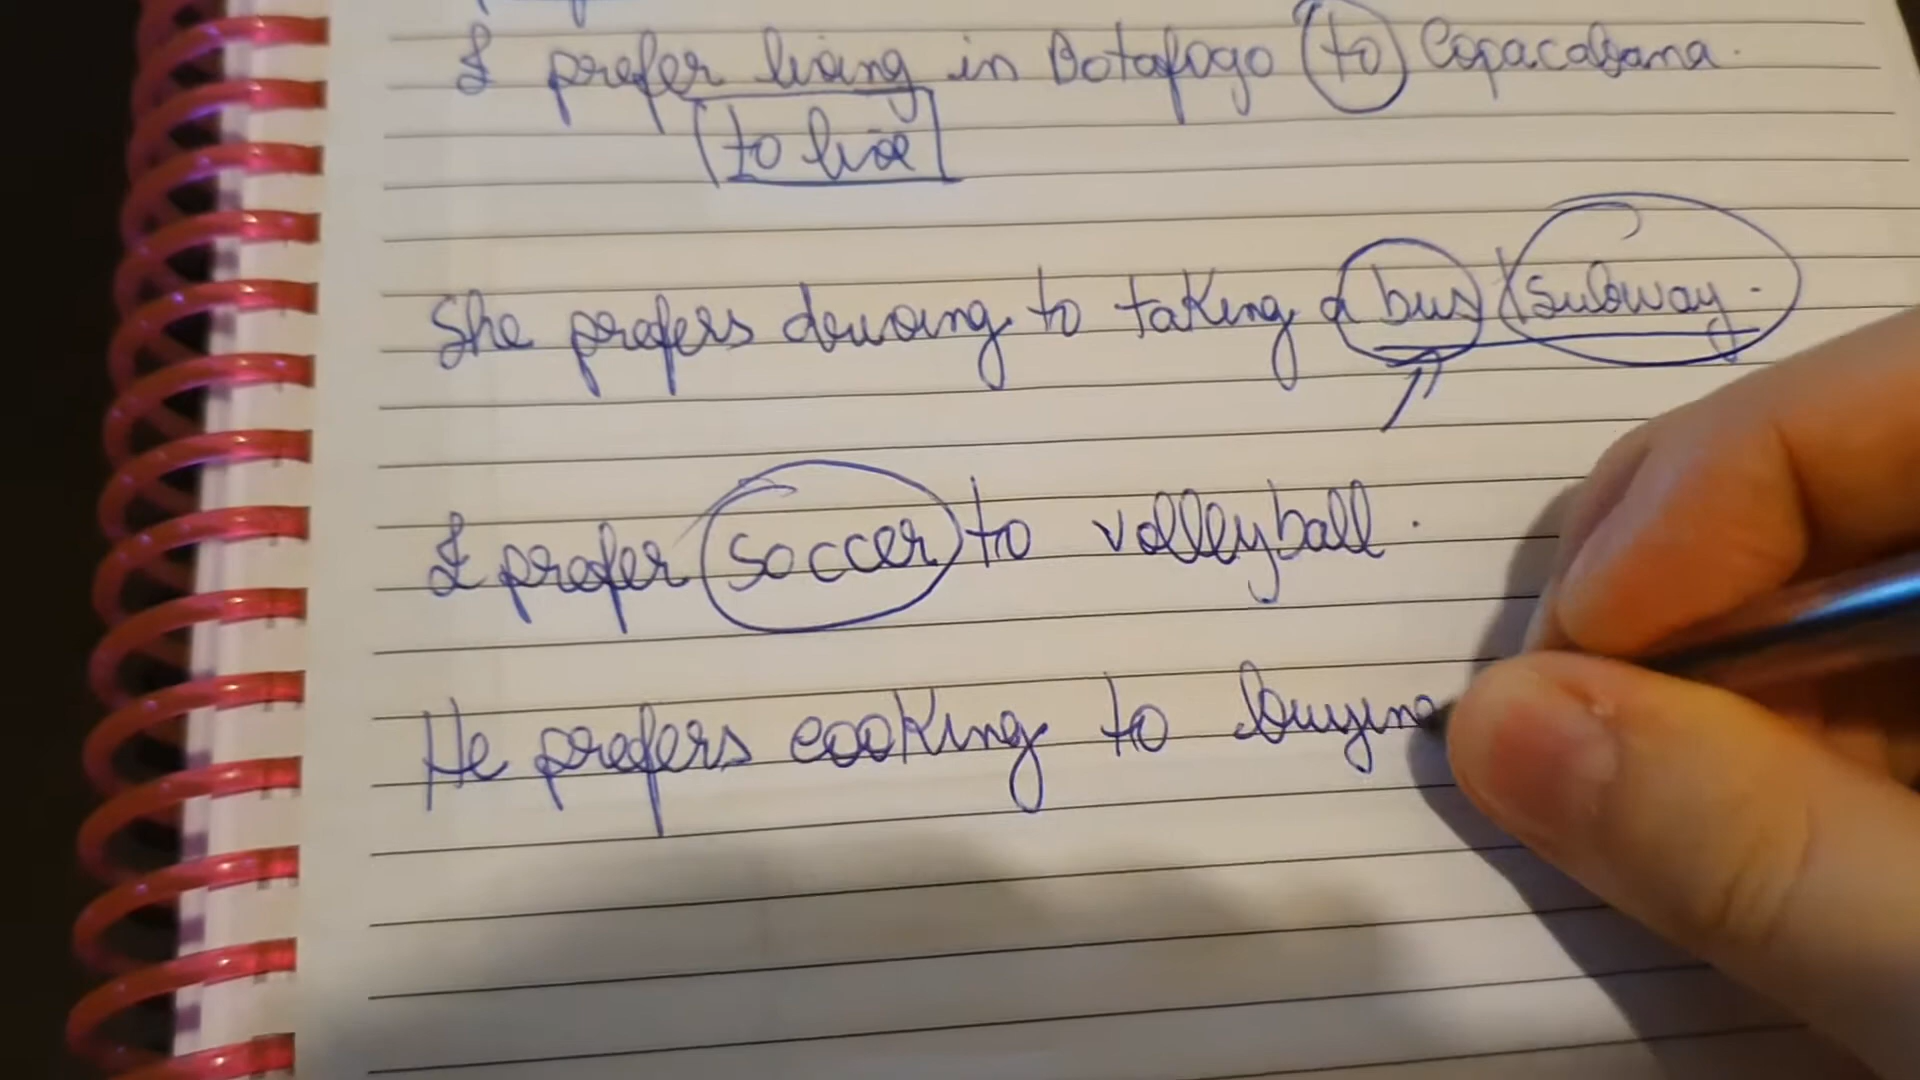 I prefer living in Botafogo to Copacabana.
to live
She prefers driving to taking a bus / subway.
I prefer soccer to volleyball.
He prefers cooking to buying